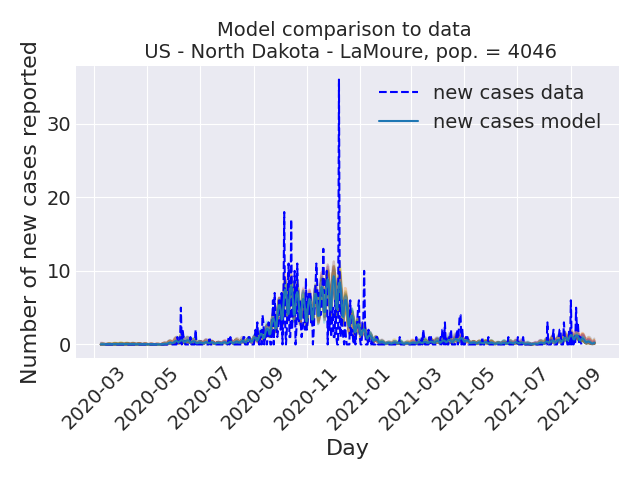 Model comparison to data
US - North Dakota - LaMoure, pop. = 4046
Number of new cases reported
30
20
10
0
new cases data
new cases model
2020-03
2020-05
2020-07
2020-09
2020-11
2021-01
2021-03
2021-05
2021-07
2021-09
Day